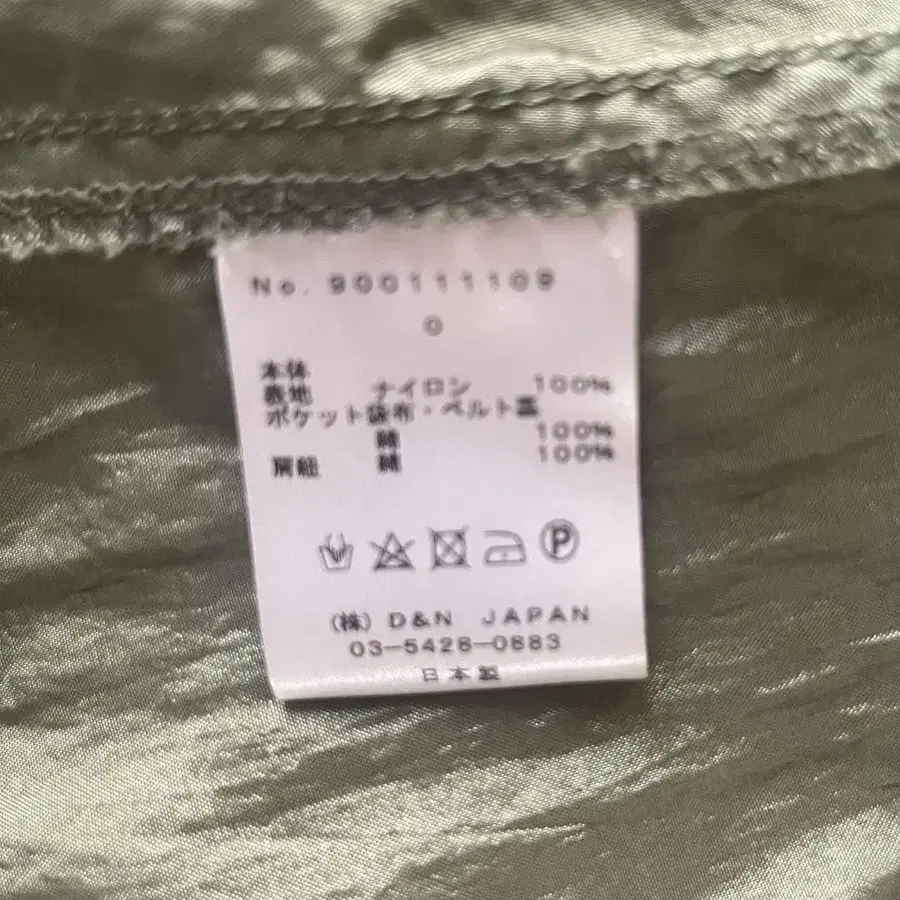 No. 900111109
0
本体
表地 ナイロン 100%
ポケット袋布・ベルト裏
綿 100%
肩紐 綿 100%
P
(株) D&N JAPAN
03-5428-0883
日本製